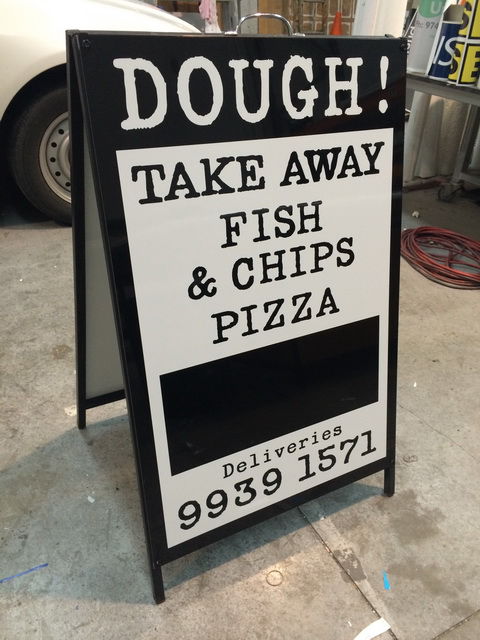 DOUGH!
TAKE AWAY
FISH
& CHIPS
PIZZA
Deliveries
9939 1571